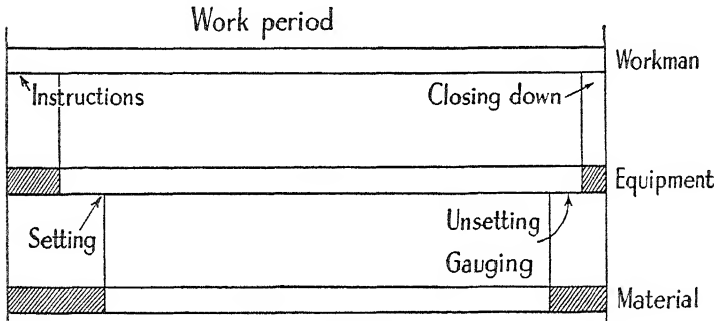 Work period
Workman
Instructions
Closing down
Equipment
Setting
Unsetting
Gauging
Material